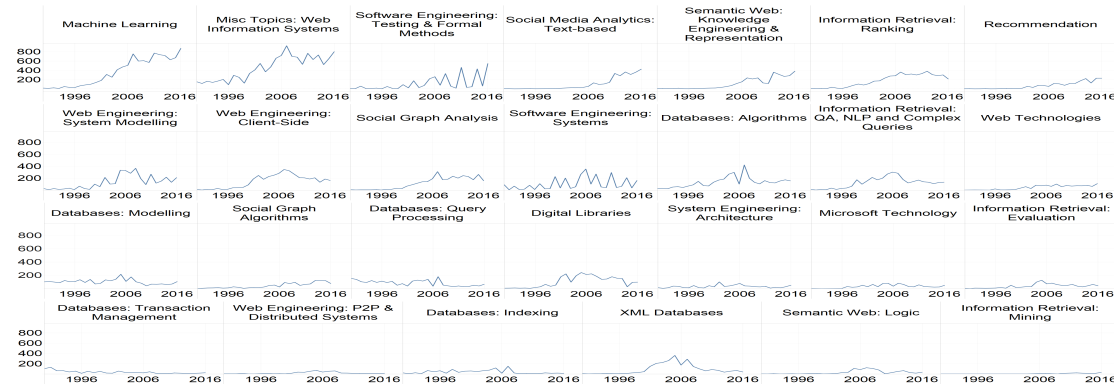 Machine Learning
Misc Topics: Web
Information Systems
Software Engineering:
Testing & Formal
Methods
Social Media Analytics:
Text-based
Semantic Web:
Knowledge
Engineering &
Representation
Information Retrieval:
Ranking
Recommendation
800
600
400
200
1996 2006 2016 1996 2006 2016 1996 2006 2016 1996 2006 2016 1996 2006 2016 1996 2006 2016 1996 2006 2016
Web Engineering:
System Modelling
Web Engineering:
Client-Side
Social Graph Analysis
Software Engineering:
Systems
Databases: Algorithms
Information Retrieval:
QA, NLP and Complex
Queries
Web Technologies
800
600
400
200
1996 2006 2016 1996 2006 2016 1996 2006 2016 1996 2006 2016 1996 2006 2016 1996 2006 2016 1996 2006 2016
Databases: Modelling
Social Graph
Algorithms
Databases: Query
Processing
Digital Libraries
System Engineering:
Architecture
Microsoft Technology
Information Retrieval:
Evaluation
800
600
400
200
1996 2006 2016 1996 2006 2016 1996 2006 2016 1996 2006 2016 1996 2006 2016 1996 2006 2016 1996 2006 2016
Databases: Transaction
Management
Web Engineering: P2P &
Distributed Systems
Databases: Indexing
XML Databases
Semantic Web: Logic
Information Retrieval:
Mining
800
600
400
200
1996 2006 2016 1996 2006 2016 1996 2006 2016 1996 2006 2016 1996 2006 2016 1996 2006 2016